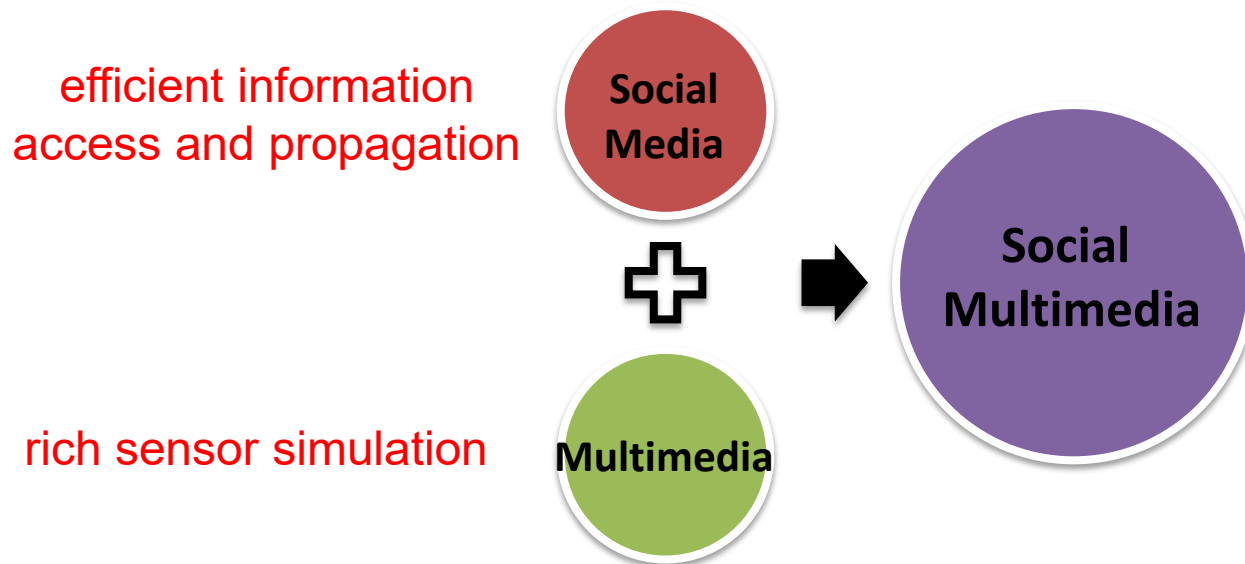 efficient information
access and propagation
Social
Media
Social
Multimedia
rich sensor simulation
Multimedia